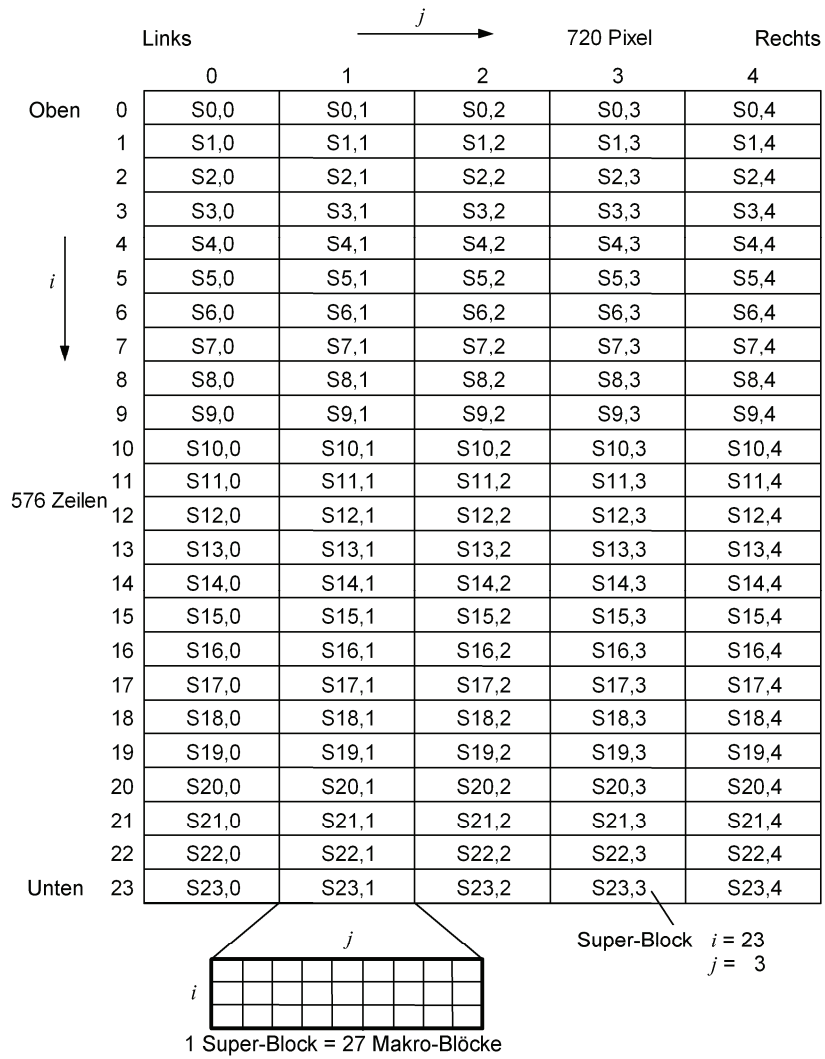 j
Links 720 Pixel Rechts
0 1 2 3 4
Oben 0 S0,0 S0,1 S0,2 S0,3 S0,4
1 S1,0 S1,1 S1,2 S1,3 S1,4
2 S2,0 S2,1 S2,2 S2,3 S2,4
3 S3,0 S3,1 S3,2 S3,3 S3,4
4 S4,0 S4,1 S4,2 S4,3 S4,4
i
5 S5,0 S5,1 S5,2 S5,3 S5,4
6 S6,0 S6,1 S6,2 S6,3 S6,4
7 S7,0 S7,1 S7,2 S7,3 S7,4
8 S8,0 S8,1 S8,2 S8,3 S8,4
9 S9,0 S9,1 S9,2 S9,3 S9,4
10 S10,0 S10,1 S10,2 S10,3 S10,4
11 S11,0 S11,1 S11,2 S11,3 S11,4
576 Zeilen
12 S12,0 S12,1 S12,2 S12,3 S12,4
13 S13,0 S13,1 S13,2 S13,3 S13,4
14 S14,0 S14,1 S14,2 S14,3 S14,4
15 S15,0 S15,1 S15,2 S15,3 S15,4
16 S16,0 S16,1 S16,2 S16,3 S16,4
17 S17,0 S17,1 S17,2 S17,3 S17,4
18 S18,0 S18,1 S18,2 S18,3 S18,4
19 S19,0 S19,1 S19,2 S19,3 S19,4
20 S20,0 S20,1 S20,2 S20,3 S20,4
21 S21,0 S21,1 S21,2 S21,3 S21,4
22 S22,0 S22,1 S22,2 S22,3 S22,4
Unten 23 S23,0 S23,1 S23,2 S23,3 S23,4
Super-Block i = 23
j = 3
j
i
1 Super-Block = 27 Makro-Blöcke